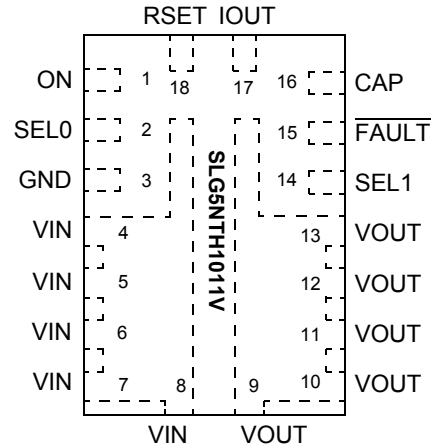 RSET IOUT
ON 1 18 17 16 CAP
SEL0 2 15 FAULT
GND 3 14 SEL1
SLG5NTH1011V
VIN 4 13 VOUT
VIN 5 12 VOUT
VIN 6 11 VOUT
VIN 7 8 9 10 VOUT
VIN VOUT